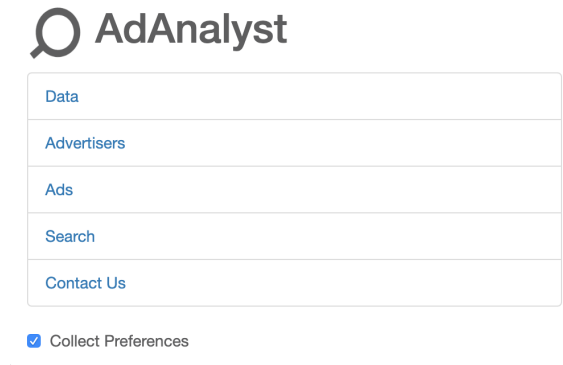 AdAnalyst
Data
Advertisers
Ads
Search
Contact Us
Collect Preferences